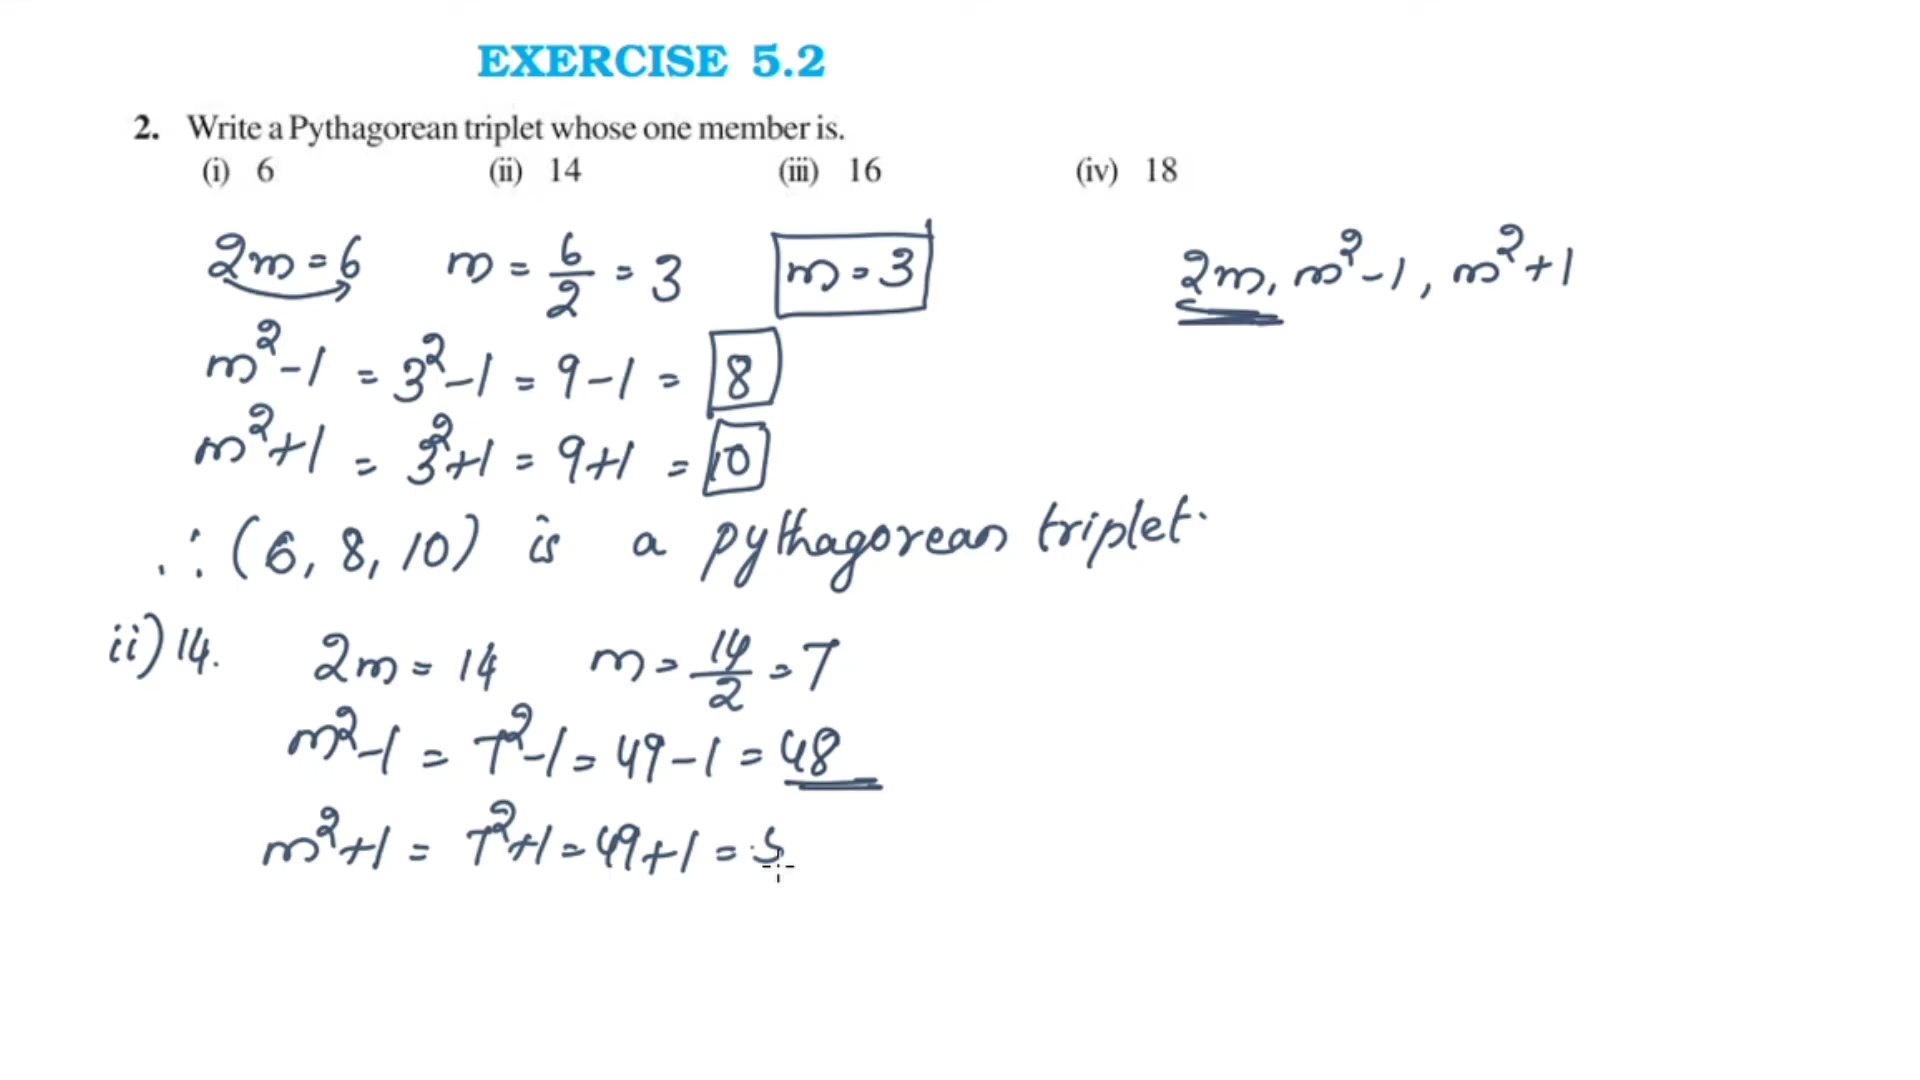 EXERCISE 5.2
2. Write a Pythagorean triplet whose one member is.
(i) 6 (ii) 14 (iii) 16 (iv) 18
2m = 6 m = 6/2 = 3 m = 3 2m, m²-1, m²+1
m²-1 = 3²-1 = 9-1 = 8
m²+1 = 3²+1 = 9+1 = 10
∴ (6, 8, 10) is a pythagorean triplet.
ii) 14. 2m = 14 m = 14/2 = 7
m²-1 = 7²-1 = 49-1 = 48
m²+1 = 7²+1 = 49+1 = 5